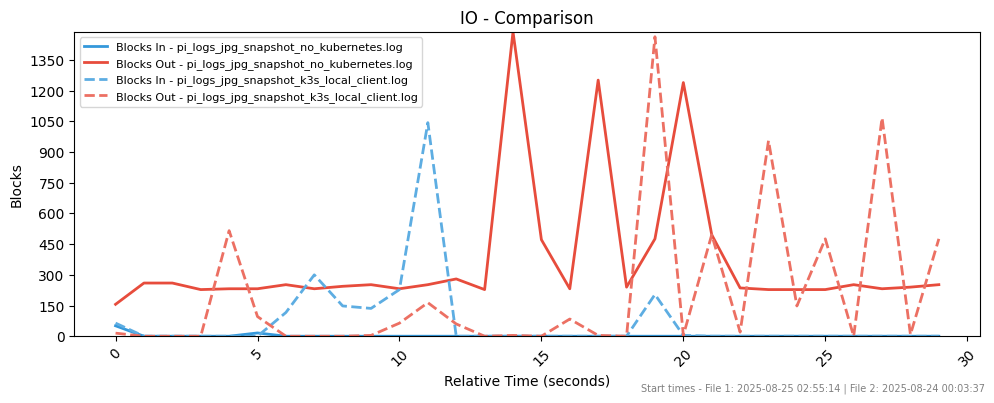 IO - Comparison
Blocks In - pi_logs_jpg_snapshot_no_kubernetes.log
Blocks Out - pi_logs_jpg_snapshot_no_kubernetes.log
Blocks In - pi_logs_jpg_snapshot_k3s_local_client.log
Blocks Out - pi_logs_jpg_snapshot_k3s_local_client.log
1350
1200
1050
900
750
600
450
300
150
0
Blocks
0
5
10
15
20
25
30
Relative Time (seconds)
Start times - File 1: 2025-08-25 02:55:14 | File 2: 2025-08-24 00:03:37